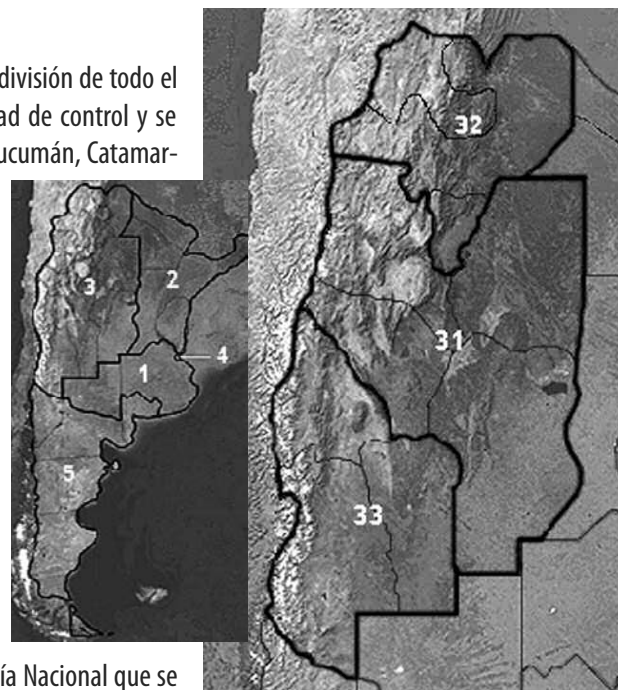 división de todo el
ad de control y se
ucumán, Catamar-
32
3
2
31
4
1
5
33
ía Nacional que se